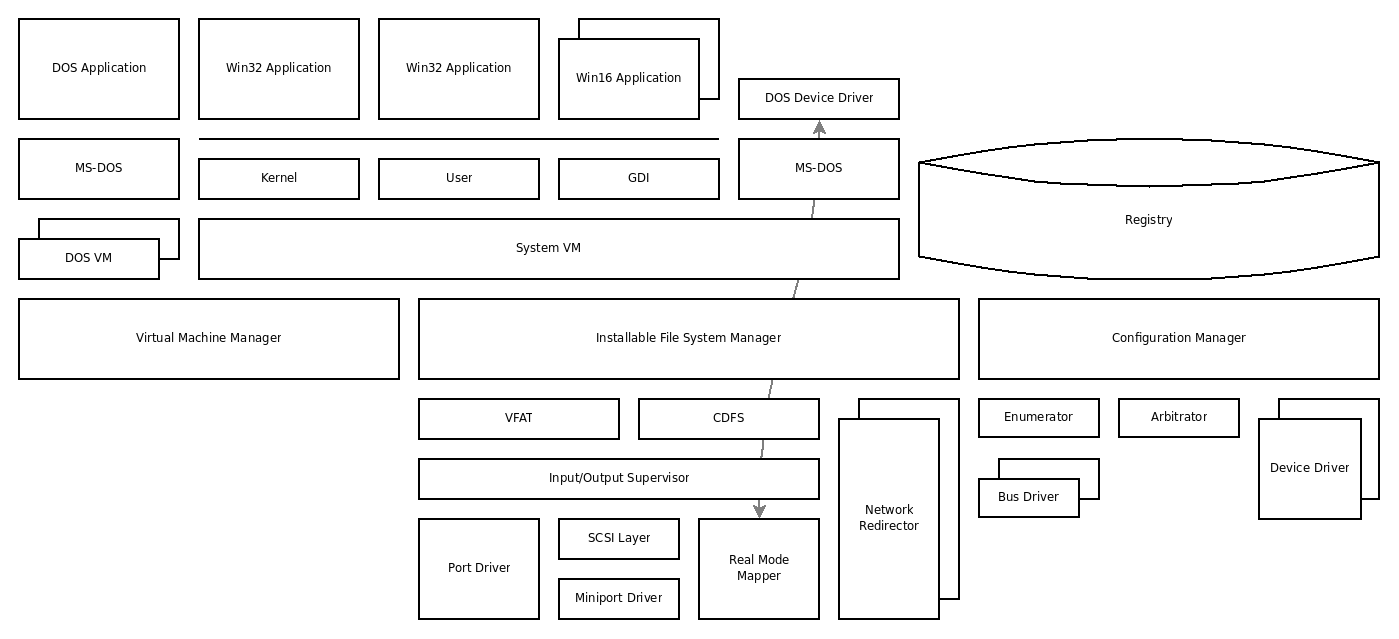 DOS Application
Win32 Application
Win32 Application
Win16 Application
DOS Device Driver
MS-DOS
Kernel
User
GDI
MS-DOS
Registry
DOS VM
System VM
Virtual Machine Manager
Installable File System Manager
Configuration Manager
VFAT
CDFS
Enumerator
Arbitrator
Device Driver
Input/Output Supervisor
Network
Redirector
Bus Driver
Port Driver
SCSI Layer
Real Mode
Mapper
Miniport Driver